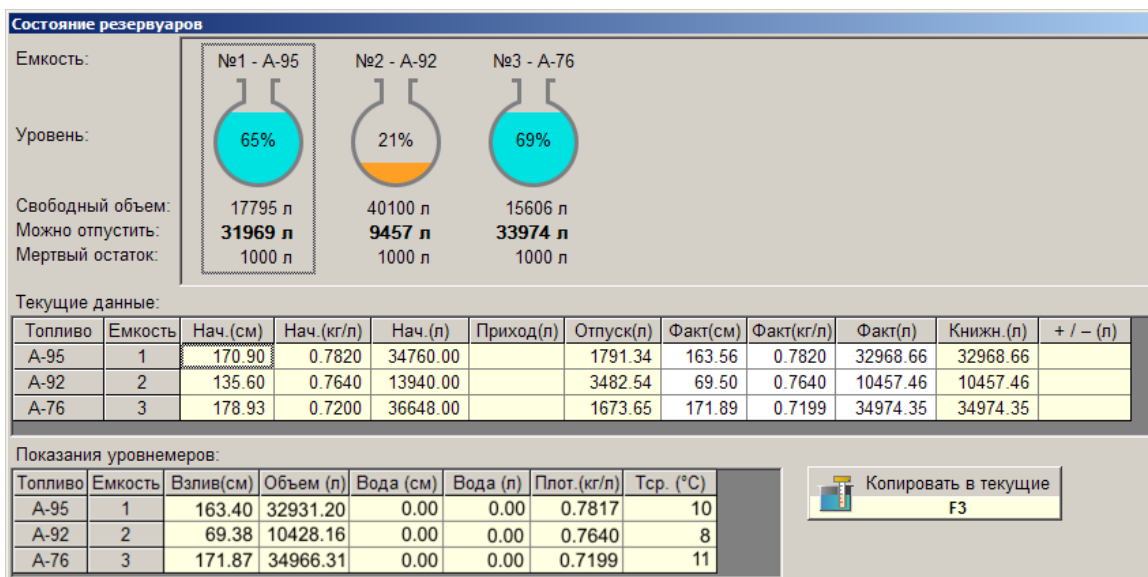 Состояние резервуаров
Емкость: №1 - А-95 №2 - А-92 №3 - А-76
Уровень: 65% 21% 69%
Свободный объем: 17795 л 40100 л 15606 л
Можно отпустить: 31969 л 9457 л 33974 л
Мертвый остаток: 1000 л 1000 л 1000 л
Текущие данные:
Топливо Емкость Нач.(см) Нач.(кг/л) Нач.(л) Приход(л) Отпуск(л) Факт(см) Факт(кг/л) Факт(л) Книжн.(л) + / – (л)
А-95 1 170.90 0.7820 34760.00 1791.34 163.56 0.7820 32968.66 32968.66
А-92 2 135.60 0.7640 13940.00 3482.54 69.50 0.7640 10457.46 10457.46
А-76 3 178.93 0.7200 36648.00 1673.65 171.89 0.7199 34974.35 34974.35
Показания уровнемеров:
Топливо Емкость Взлив(см) Объем (л) Вода (см) Вода (л) Плот.(кг/л) Тср. (°С)
А-95 1 163.40 32931.20 0.00 0.00 0.7817 10
А-92 2 69.38 10428.16 0.00 0.00 0.7640 8
А-76 3 171.87 34966.31 0.00 0.00 0.7199 11
Копировать в текущие
F3